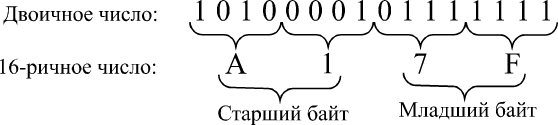 Двоичное число: 1 0 1 0 0 0 0 1 0 1 1 1 1 1 1 1
16-ричное число: A 1 7 F
Старший байт Младший байт